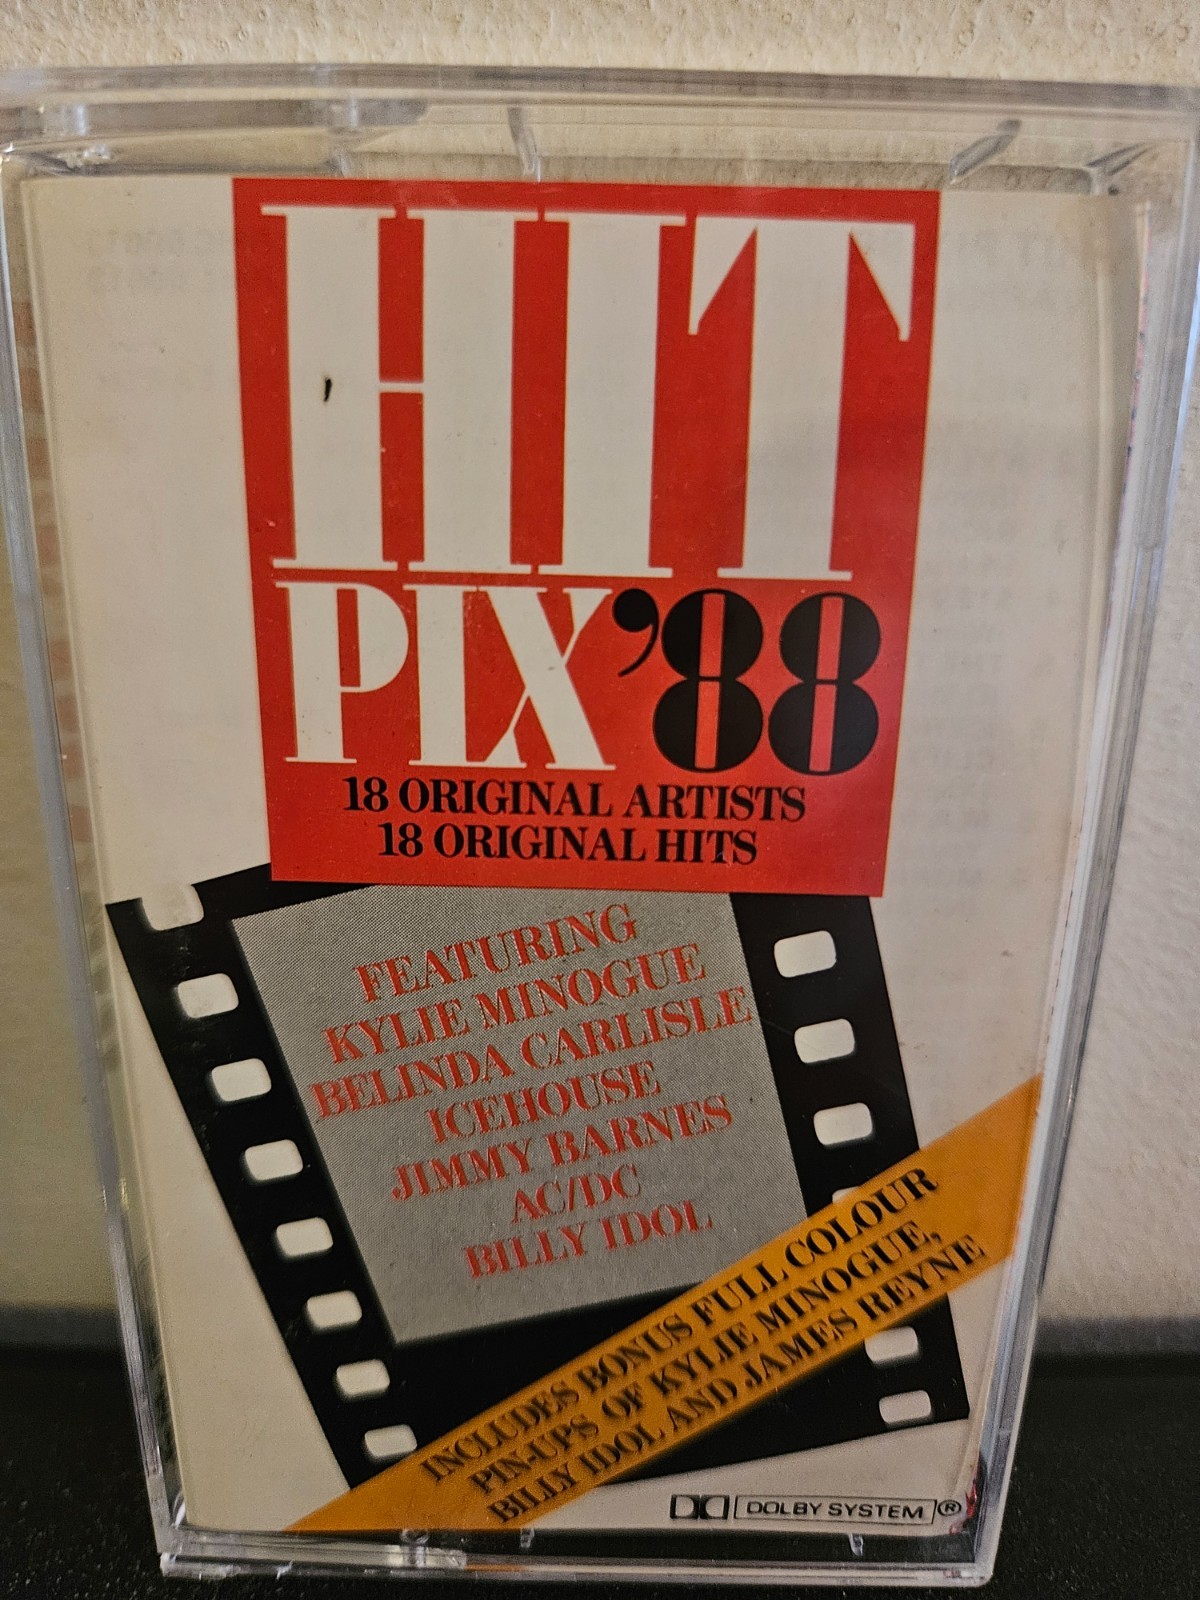 HIT
PIX '88
18 ORIGINAL ARTISTS
18 ORIGINAL HITS
FEATURING
KYLIE MINOGUE
BELINDA CARLISLE
ICEHOUSE
JIMMY BARNES
AC/DC
BILLY IDOL
INCLUDES BONUS FULL COLOUR
PIN-UPS OF KYLIE MINOGUE,
BILLY IDOL AND JAMES REYNE
DOLBY SYSTEM ®